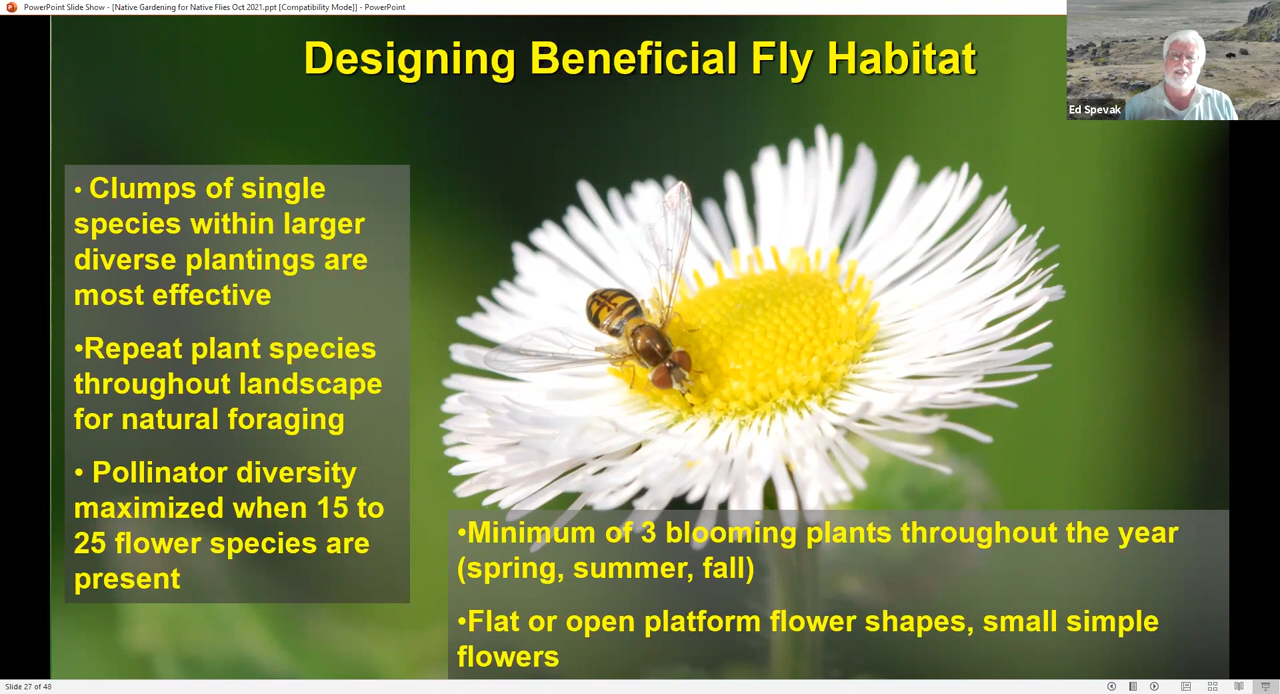 PowerPoint Slide Show - [Native Gardening for Native Flies Oct 2021.ppt [Compatibility Mode]] - PowerPoint
Designing Beneficial Fly Habitat
Ed Spevak
• Clumps of single
species within larger
diverse plantings are
most effective
•Repeat plant species
throughout landscape
for natural foraging
• Pollinator diversity
maximized when 15 to
25 flower species are
present
•Minimum of 3 blooming plants throughout the year
(spring, summer, fall)
•Flat or open platform flower shapes, small simple
flowers
Slide 27 of 48